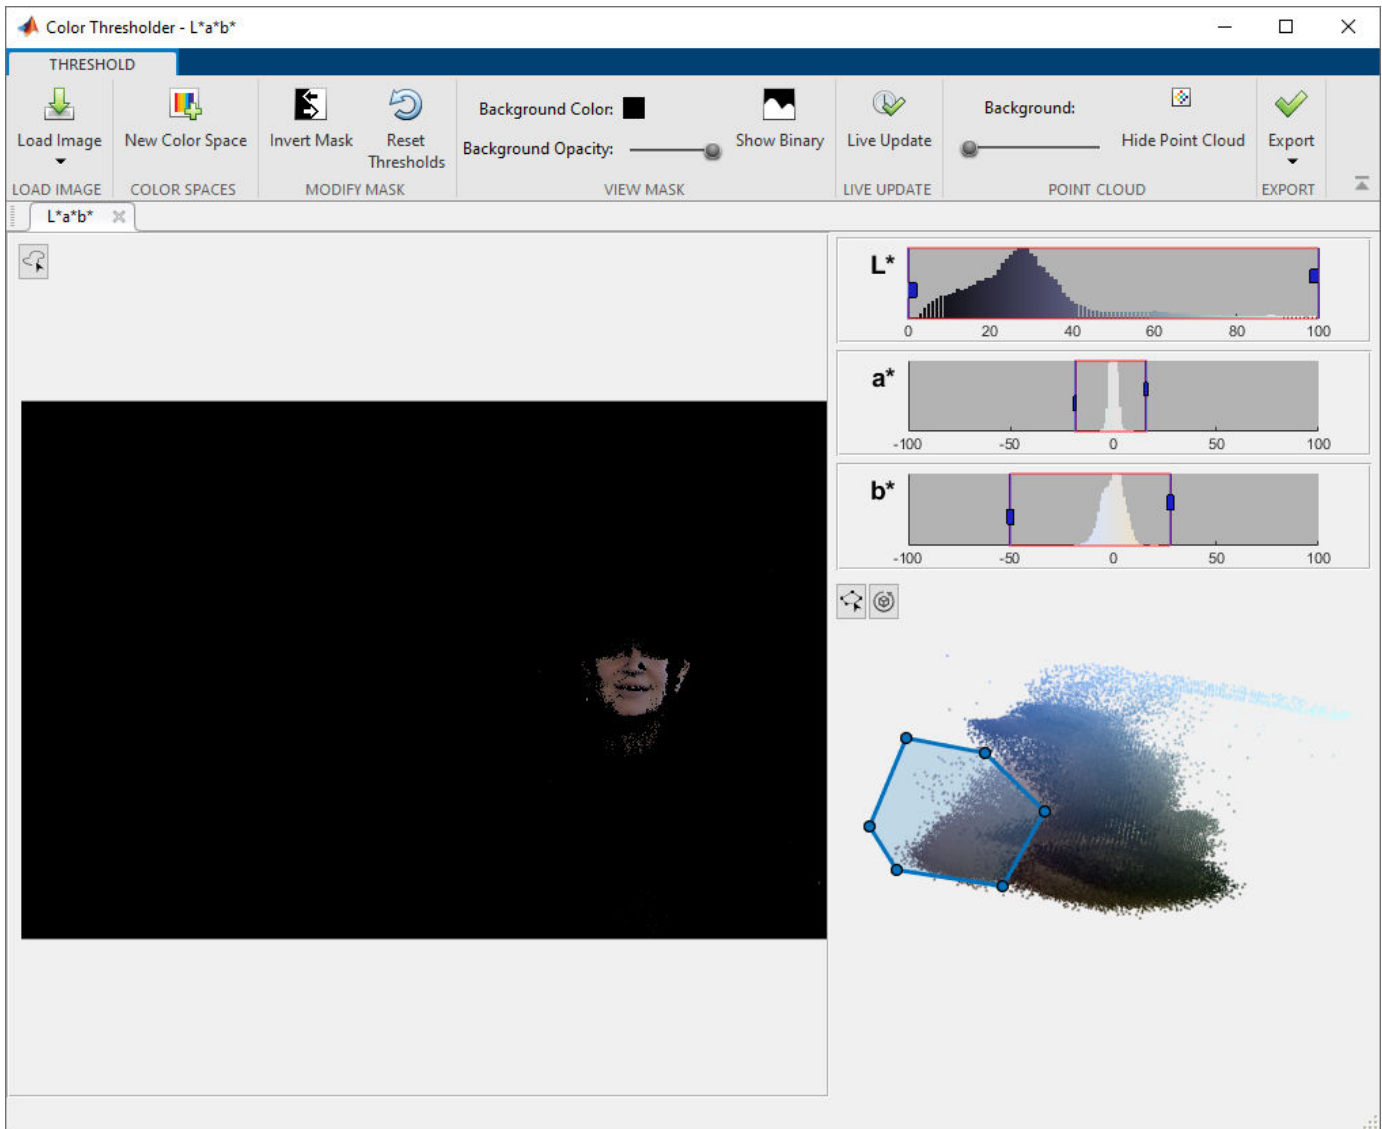 Color Thresholder - L*a*b*
THRESHOLD
Load Image
New Color Space
Invert Mask
Reset
Thresholds
Background Color:
Background Opacity:
Show Binary
Live Update
Background:
Hide Point Cloud
Export
LOAD IMAGE
COLOR SPACES
MODIFY MASK
VIEW MASK
LIVE UPDATE
POINT CLOUD
EXPORT
L*a*b*
L*
0 20 40 60 80 100
a*
-100 -50 0 50 100
b*
-100 -50 0 50 100